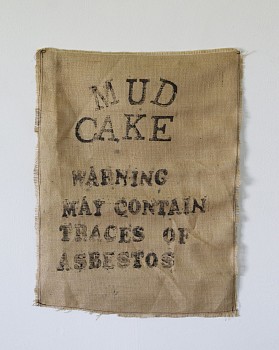 MUD
CAKE
WARNING
MAY CONTAIN
TRACES OF
ASBESTOS